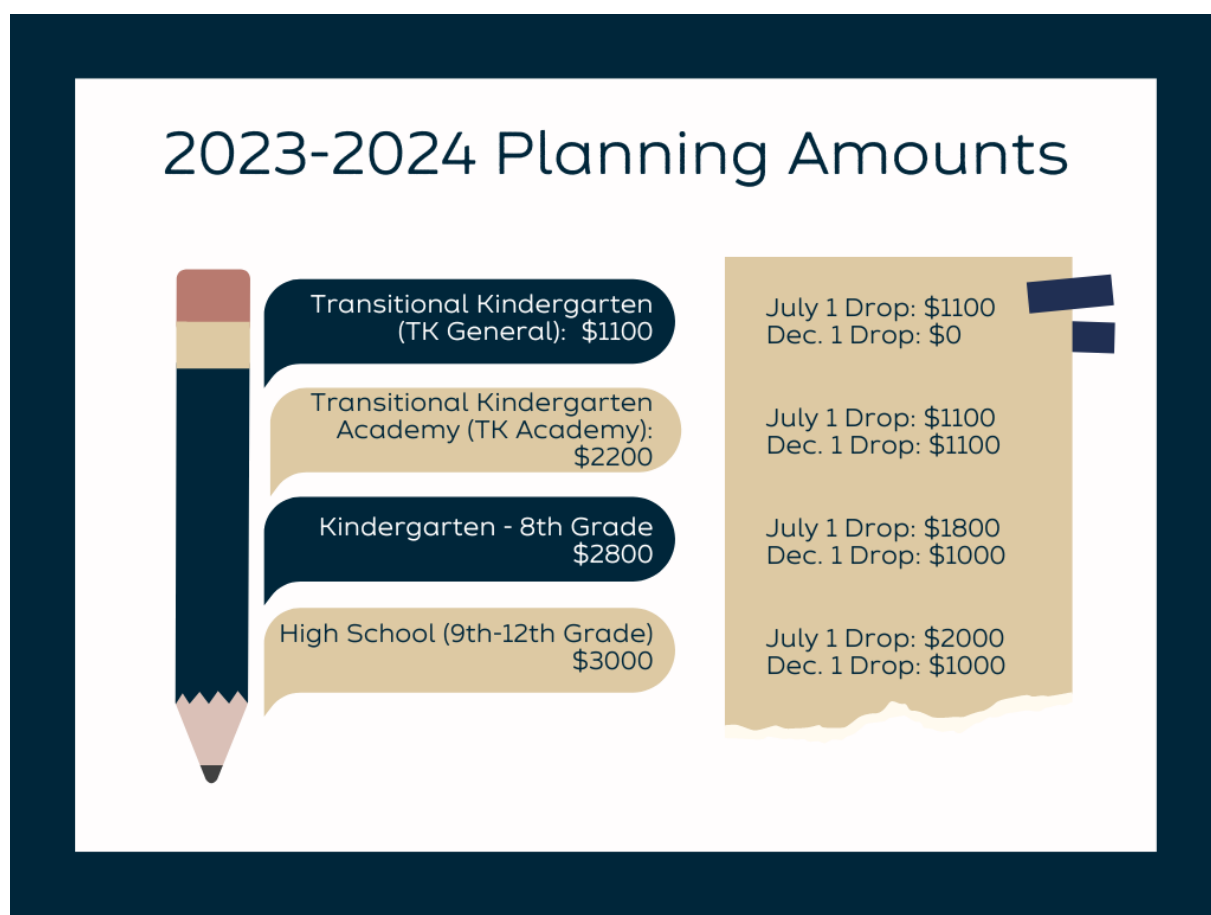 2023-2024 Planning Amounts
Transitional Kindergarten
(TK General):  $1100
July 1 Drop: $1100
Dec. 1 Drop: $0
Transitional Kindergarten
Academy (TK Academy):
$2200
July 1 Drop: $1100
Dec. 1 Drop: $1100
Kindergarten - 8th Grade
$2800
July 1 Drop: $1800
Dec. 1 Drop: $1000
High School (9th-12th Grade)
$3000
July 1 Drop: $2000
Dec. 1 Drop: $1000